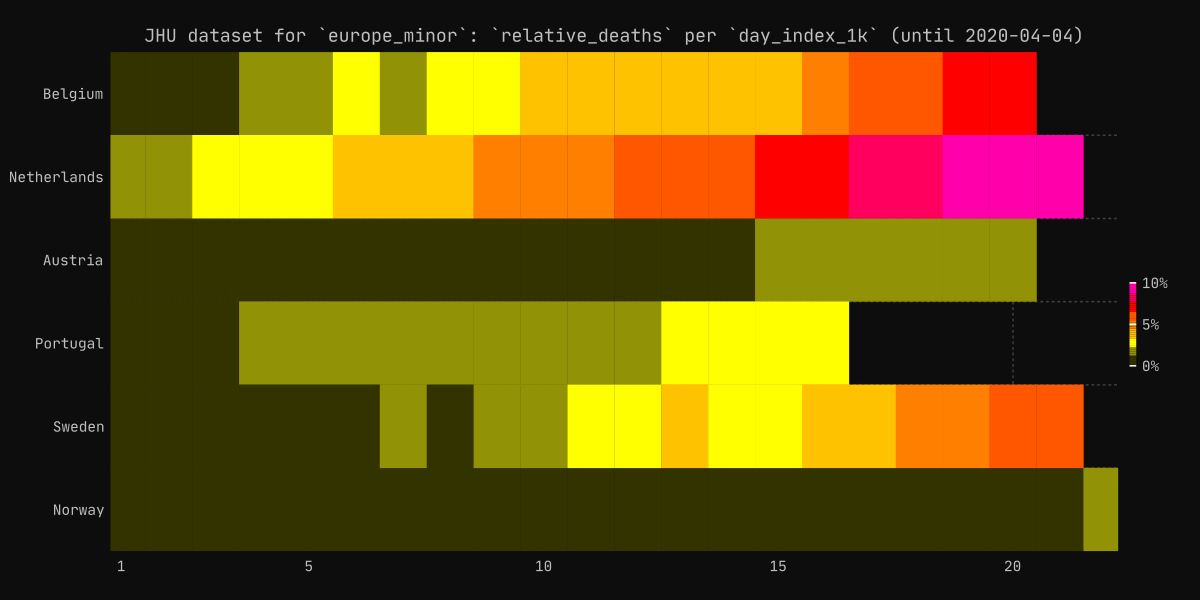 JHU dataset for `europe_minor`: `relative_deaths` per `day_index_1k` (until 2020-04-04)
Belgium
Netherlands
Austria
Portugal
Sweden
Norway
10%
5%
0%
1 5 10 15 20